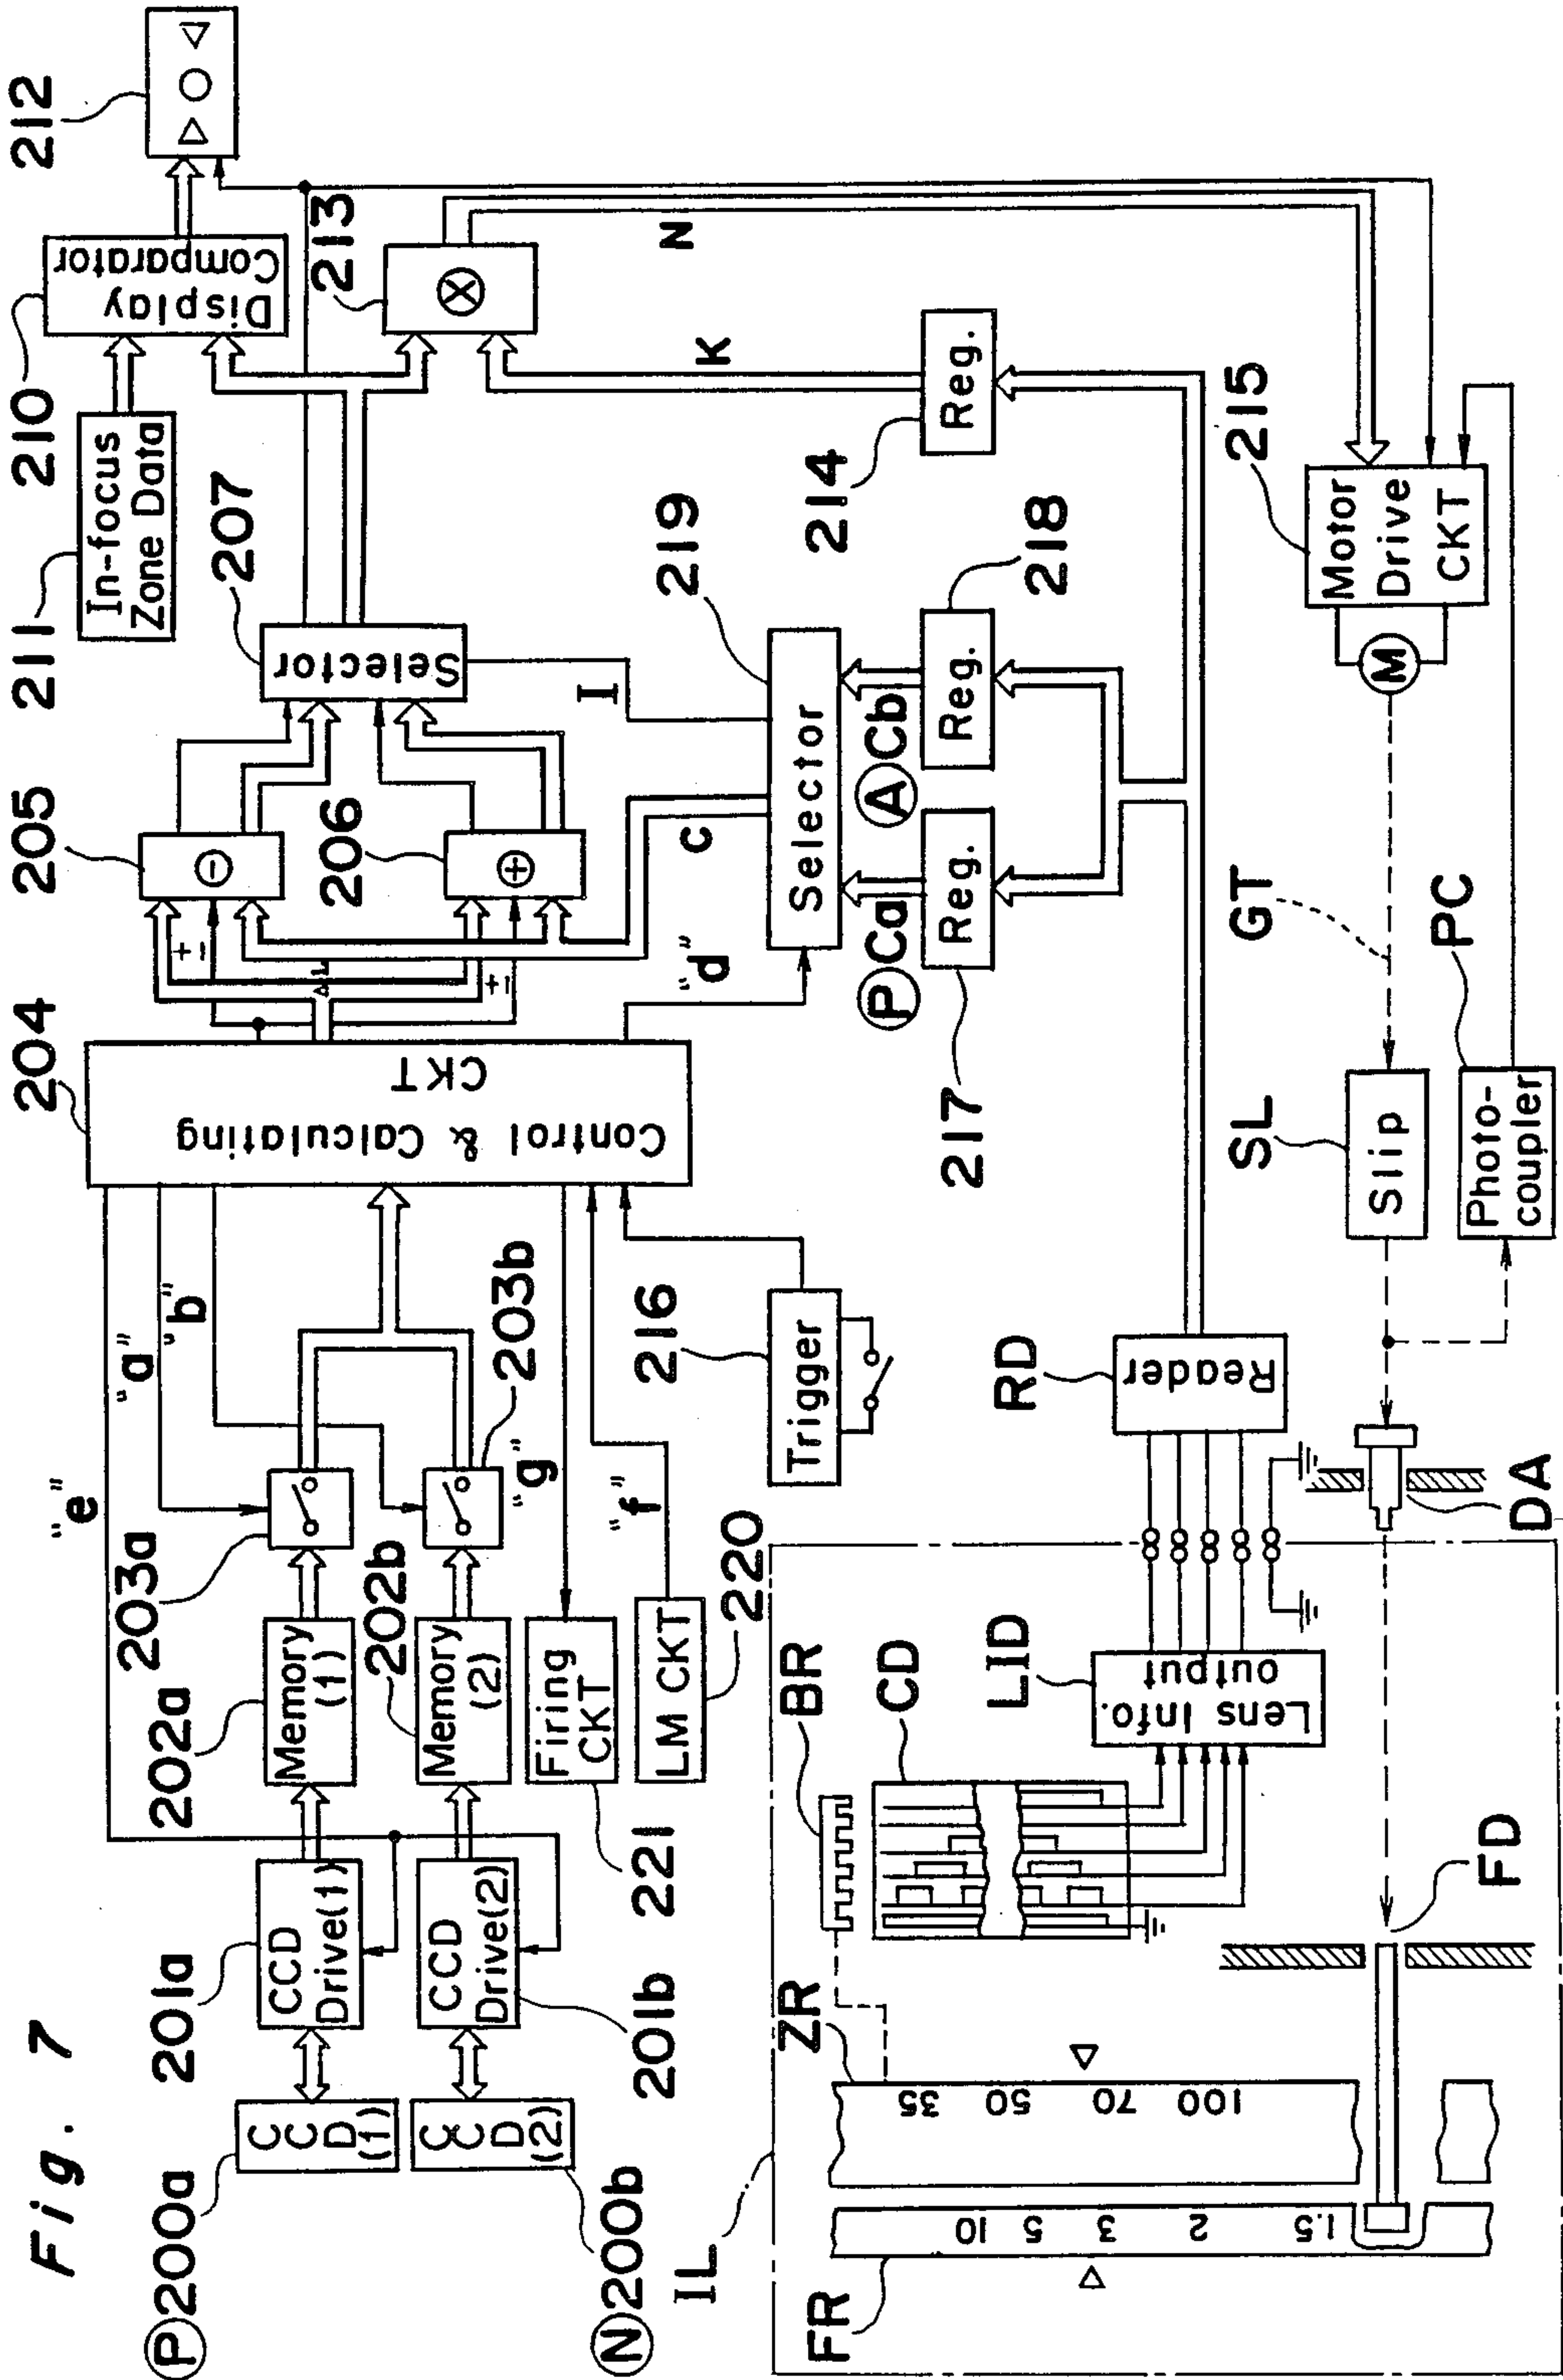 Fig. 7
P 200a
201a
202a
203a
"e"
"a"
"b"
204
205
211
210
212
C
C
D
(1)
CCD
Drive(1)
Memory
(1)
Control & Calculating
CKT
⊖
±
In-focus
Zone Data
Display
Comparator
▷ ○ ◁
206
207
213
Selector
⊕
±
⊗
N 200b
C
C
D
(2)
201b
CCD
Drive(2)
202b
Memory
(2)
203b
"g"
"f"
221
Firing
CKT
LM CKT
220
216
Trigger
"d"
C
I
219
Selector
P Ca
A Cb
217
Reg.
218
Reg.
214
Reg.
K
N
IL
ZR
BR
CD
LID
Lens info.
output
RD
Reader
35
50
70
100
FR
10
5
3
2
1.5
FD
DA
SL
Slip
GT
PC
Photo-
coupler
M
215
Motor
Drive
CKT